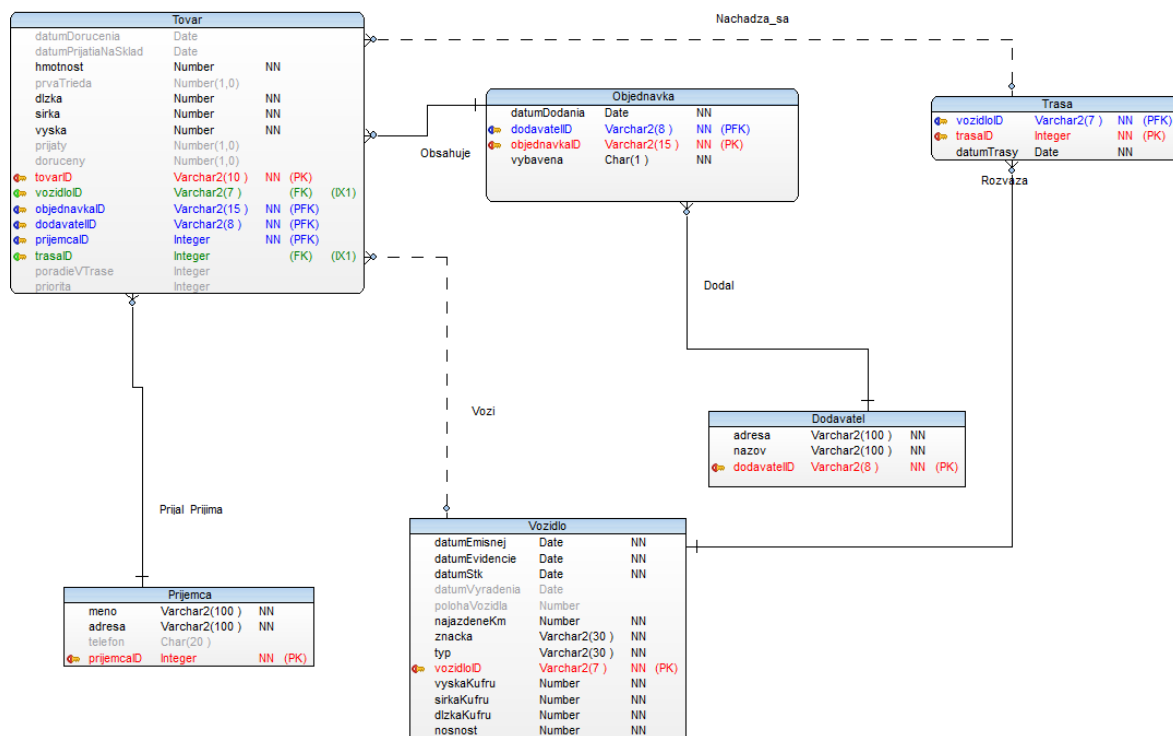 Tovar
datumDorucenia Date
datumPrijatiaNaSklad Date
hmotnost Number NN
prvaTrieda Number(1,0)
dlzka Number NN
sirka Number NN
vyska Number NN
prijaty Number(1,0)
doruceny Number(1,0)
tovarID Varchar2(10 ) NN (PK)
vozidloID Varchar2(7 ) (FK) (IX1)
objednavkaID Varchar2(15 ) NN (PFK)
dodavatelID Varchar2(8 ) NN (PFK)
prijemcaID Integer NN (PFK)
trasaID Integer (FK) (IX1)
poradieVTrase Integer
priorita Integer
Nachadza_sa
Obsahuje
Objednavka
datumDodania Date NN
dodavatelID Varchar2(8 ) NN (PFK)
objednavkaID Varchar2(15 ) NN (PK)
vybavena Char(1 ) NN
Trasa
vozidloID Varchar2(7 ) NN (PFK)
trasaID Integer NN (PK)
datumTrasy Date NN
Rozvaza
Dodal
Vozi
Dodavatel
adresa Varchar2(100 ) NN
nazov Varchar2(100 ) NN
dodavatelID Varchar2(8 ) NN (PK)
Prijal Prijima
Prijemca
meno Varchar2(100 ) NN
adresa Varchar2(100 ) NN
telefon Char(20 )
prijemcaID Integer NN (PK)
Vozidlo
datumEmisnej Date NN
datumEvidencie Date NN
datumStk Date NN
datumVyradenia Date
polohaVozidla Number
najazdeneKm Number NN
znacka Varchar2(30 ) NN
typ Varchar2(30 ) NN
vozidloID Varchar2(7 ) NN (PK)
vyskaKufru Number NN
sirkaKufru Number NN
dlzkaKufru Number NN
nosnost Number NN